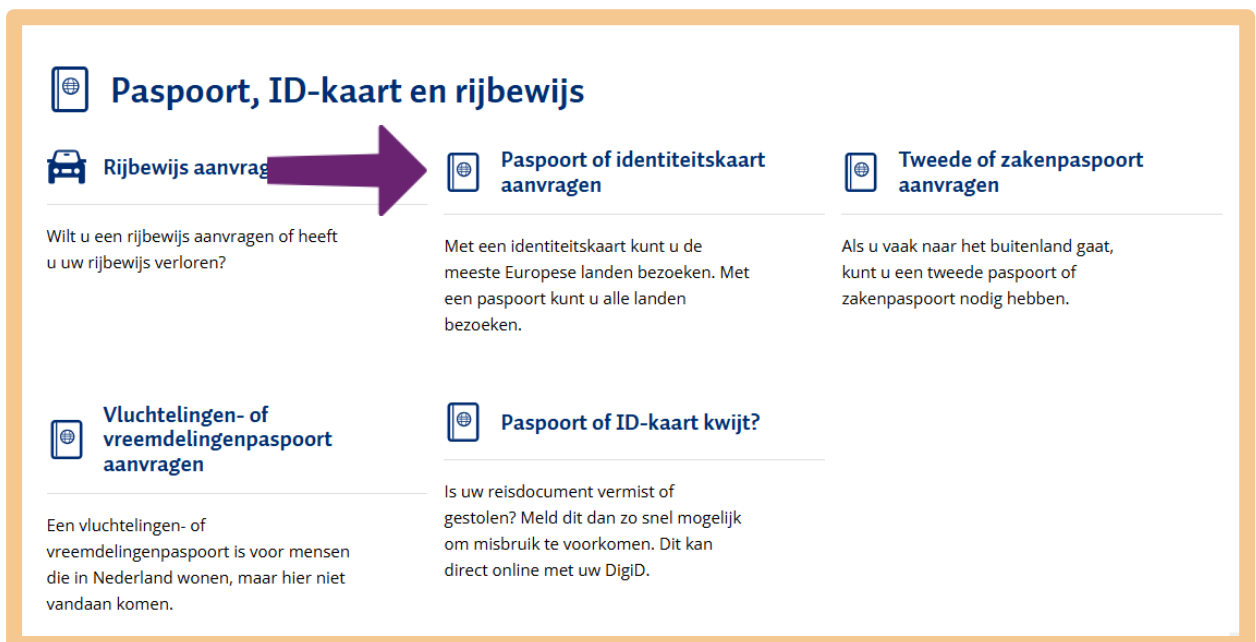 Paspoort, ID-kaart en rijbewijs
Rijbewijs
Paspoort of identiteitskaart
aanvragen
Tweede of zakenpaspoort
aanvragen
Wilt u een rijbewijs aanvragen of heeft
u uw rijbewijs verloren?
Met een identiteitskaart kunt u de
meeste Europese landen bezoeken. Met
een paspoort kunt u alle landen
bezoeken.
Als u vaak naar het buitenland gaat,
kunt u een tweede paspoort of
zakenpaspoort nodig hebben.
Vluchtelingen- of
vreemdelingenpaspoort
aanvragen
Een vluchtelingen- of
vreemdelingenpaspoort is voor mensen
die in Nederland wonen, maar hier niet
vandaan komen.
Paspoort of ID-kaart kwijt?
Is uw reisdocument vermist of
gestolen? Meld dit dan zo snel mogelijk
om misbruik te voorkomen. Dit kan
direct online met uw DigiD.